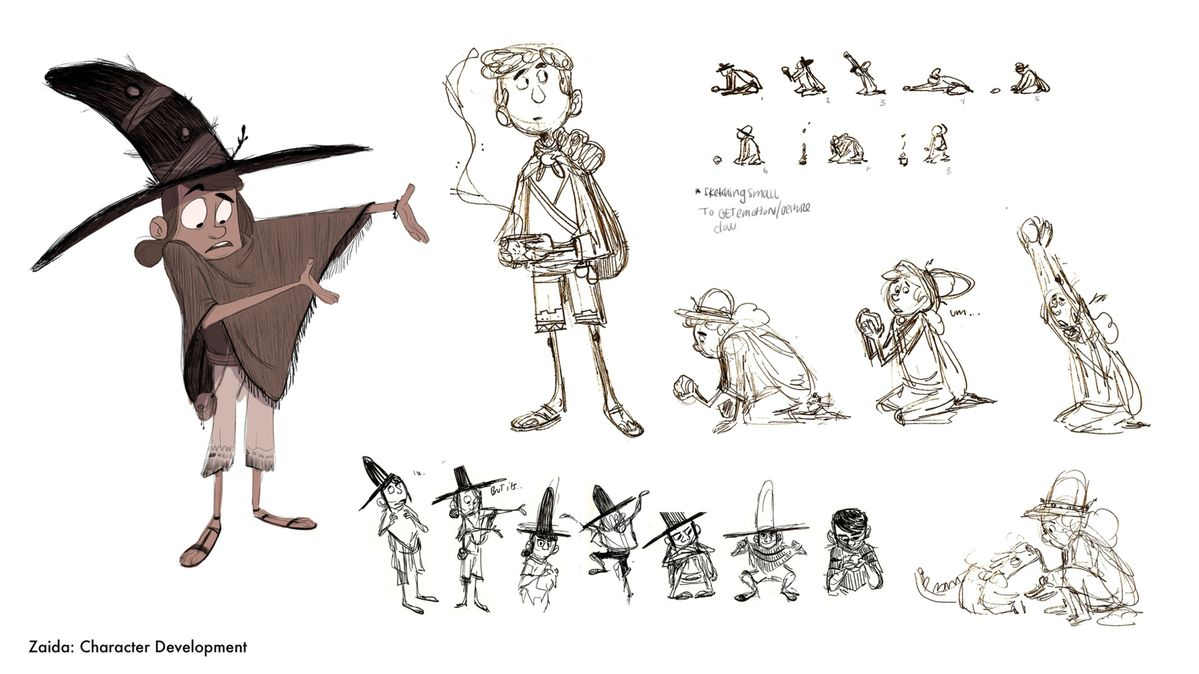 1 2 3 4 5
6 7 8
* sketching small
To GET emotion/gesture
um...
But its..
Zaida: Character Development